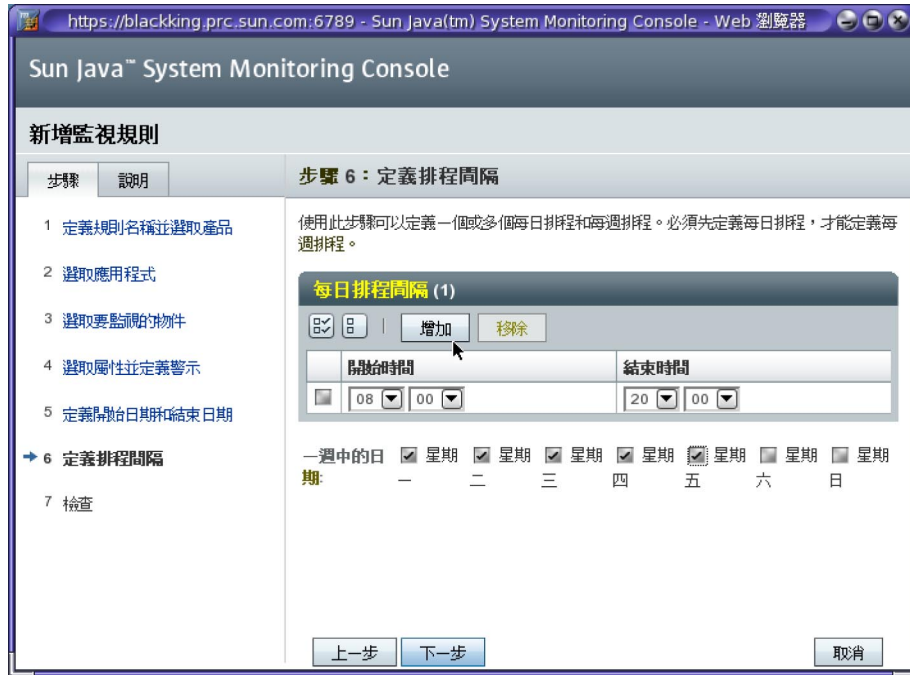 https://blackking.prc.sun.com:6789 - Sun Java(tm) System Monitoring Console - Web 瀏覽器
Sun Java™ System Monitoring Console
新增監視規則
步驟
說明
1 定義規則名稱並選取產品
2 選取應用程式
3 選取要監視的物件
4 選取屬性並定義警示
5 定義開始日期和結束日期
6 定義排程間隔
7 檢查
步驟 6：定義排程間隔
使用此步驟可以定義一個或多個每日排程和每週排程。必須先定義每日排程，才能定義每
週排程。
每日排程間隔 (1)
增加 移除
開始時間 結束時間
08 00 20 00
一週中的日期: 星期一 星期二 星期三 星期四 星期五 星期六 星期日
上一步 下一步 取消